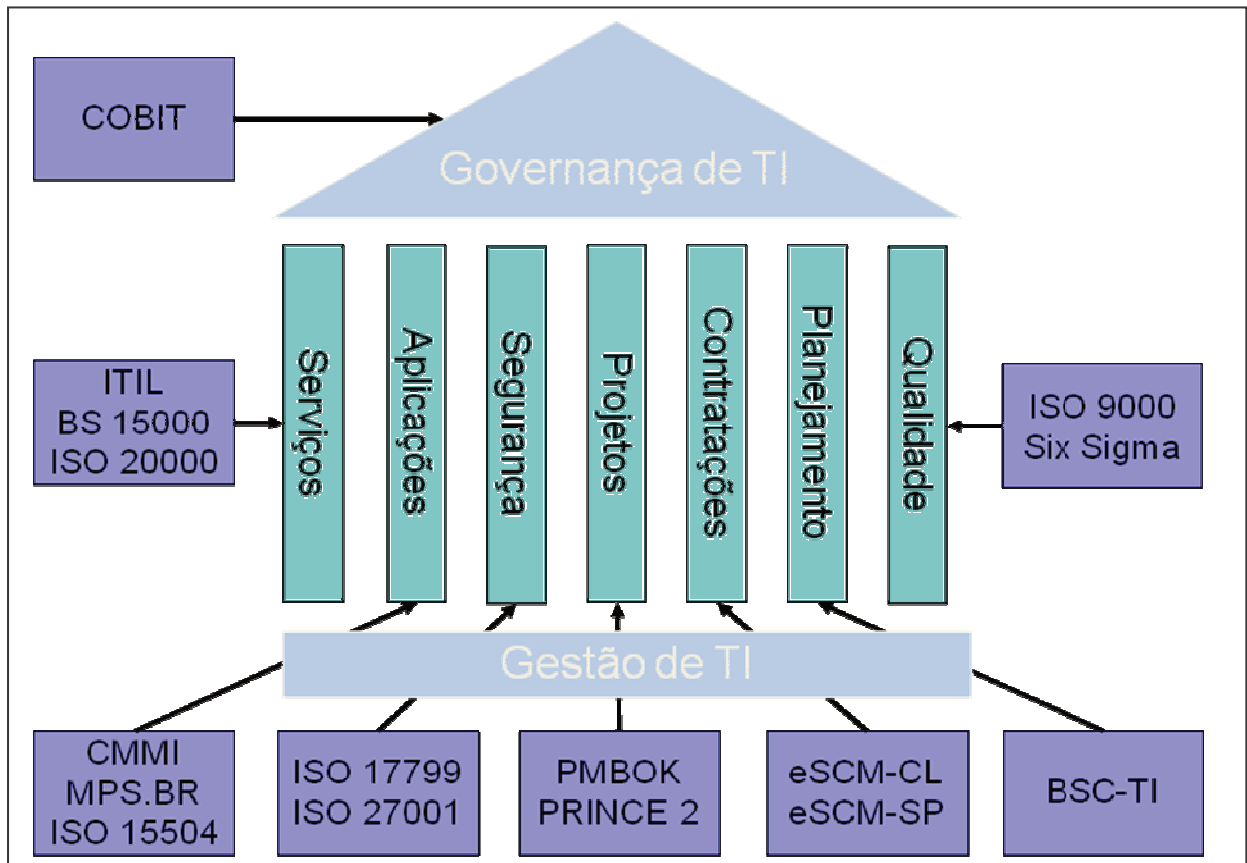 COBIT
Governança de TI
Serviços
Aplicações
Segurança
Projetos
Contratações
Planejamento
Qualidade
ITIL
BS 15000
ISO 20000
ISO 9000
Six Sigma
Gestão de TI
CMMI
MPS.BR
ISO 15504
ISO 17799
ISO 27001
PMBOK
PRINCE 2
eSCM-CL
eSCM-SP
BSC-TI